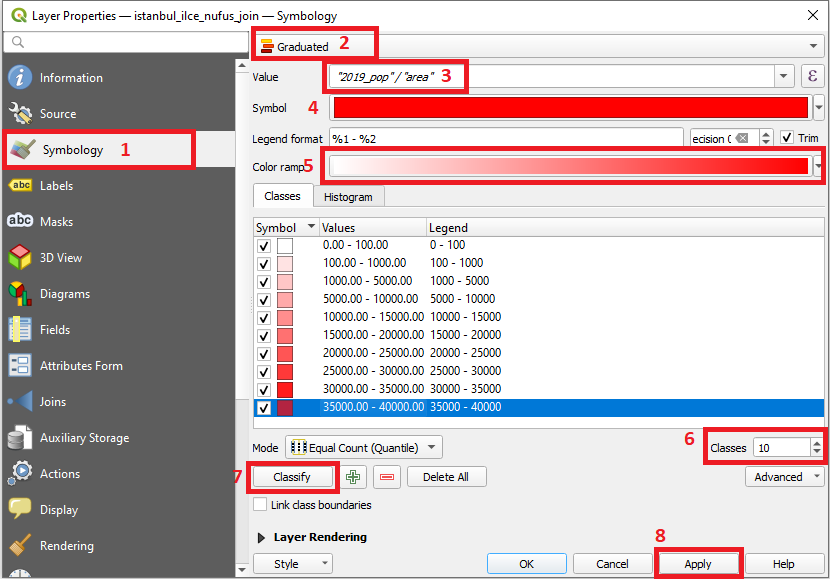 Layer Properties — istanbul_ilce_nufus_join — Symbology
Graduated 2
Information
Value "2019_pop" / "area" 3 ε
Source
Symbol 4
Symbology 1
Legend format %1 - %2 ecision 0 Trim
Color ramp 5
abc Labels
Classes Histogram
abc Masks
Symbol Values Legend
0.00 - 100.00 0 - 100
3D View
100.00 - 1000.00 100 - 1000
1000.00 - 5000.00 1000 - 5000
Diagrams
5000.00 - 10000.00 5000 - 10000
10000.00 - 15000.00 10000 - 15000
Fields
15000.00 - 20000.00 15000 - 20000
20000.00 - 25000.00 20000 - 25000
Attributes Form
25000.00 - 30000.00 25000 - 30000
30000.00 - 35000.00 30000 - 35000
Joins
35000.00 - 40000.00 35000 - 40000
Auxiliary Storage
Mode Equal Count (Quantile) 6 Classes 10
Actions
7 Classify Delete All Advanced
Link class boundaries
Display
Layer Rendering
Rendering
8
Style OK Cancel Apply Help